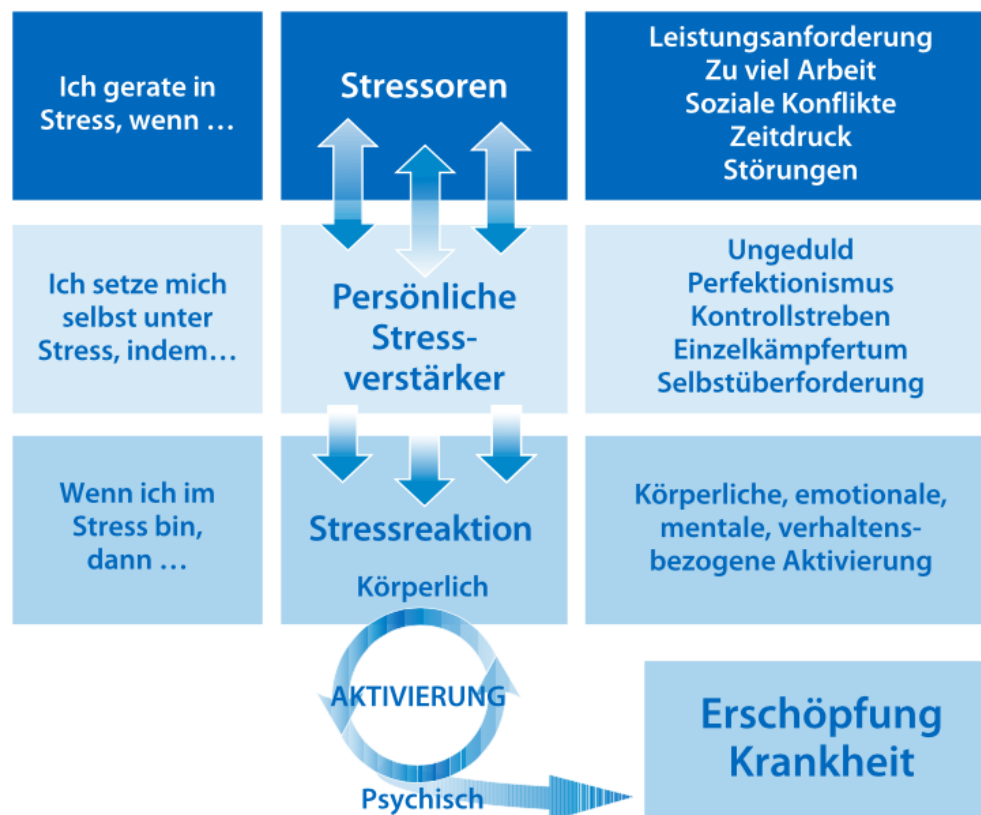 Ich gerate in
Stress, wenn …
Stressoren
Leistungsanforderung
Zu viel Arbeit
Soziale Konflikte
Zeitdruck
Störungen
Ich setze mich
selbst unter
Stress, indem…
Persönliche
Stress-
verstärker
Ungeduld
Perfektionismus
Kontrollstreben
Einzelkämpfertum
Selbstüberforderung
Wenn ich im
Stress bin,
dann …
Stressreaktion
Körperlich
Körperliche, emotionale,
mentale, verhaltens-
bezogene Aktivierung
AKTIVIERUNG
Psychisch
Erschöpfung
Krankheit